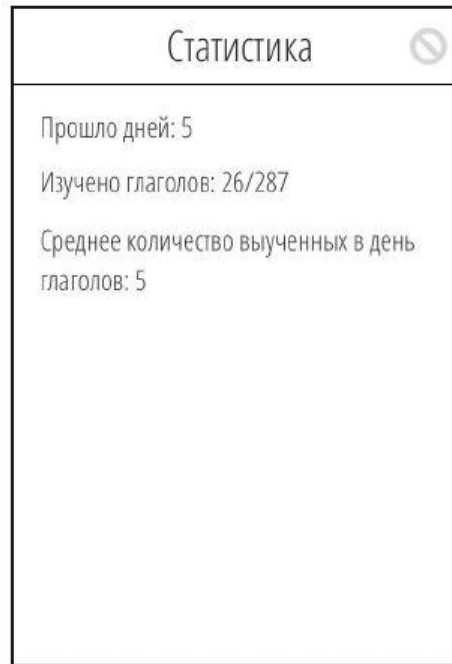 Статистика
Прошло дней: 5
Изучено глаголов: 26/287
Среднее количество выученных в день
глаголов: 5